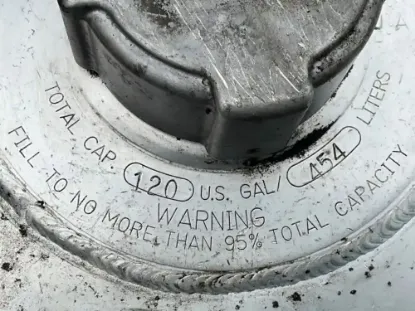 TOTAL CAP. 120 U.S. GAL/ 454 LITERS
WARNING
FILL TO NO MORE THAN 95% TOTAL CAPACITY